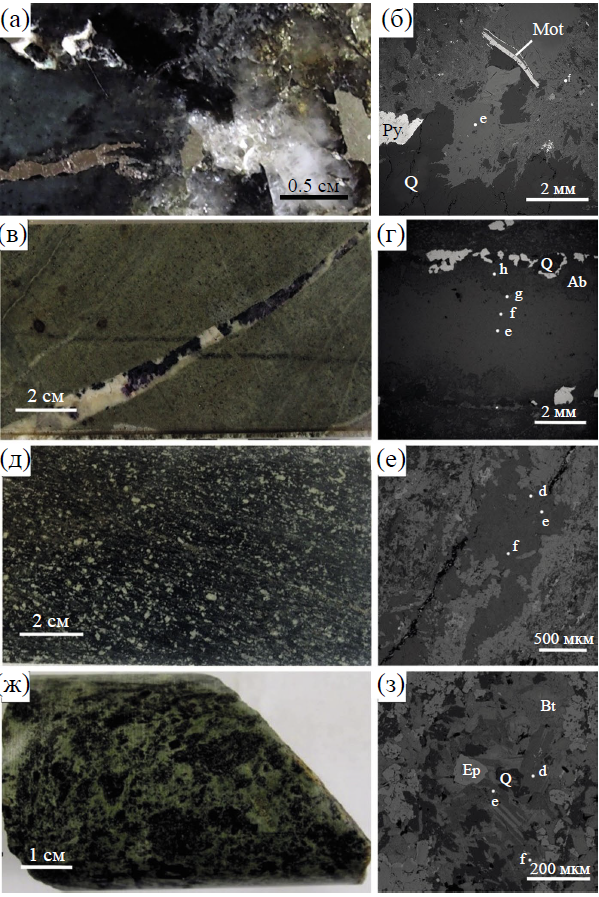 (а)
0.5 см
(б)
Mot
f
e
Py
Q
2 мм
(в)
2 см
(г)
h
Q
Ab
g
f
e
2 мм
(д)
2 см
(е)
d
e
f
500 мкм
(ж)
1 см
(з)
Bt
Ep
Q
d
e
f
200 мкм